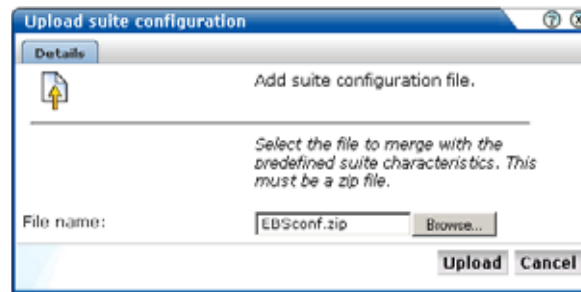 Upload suite configuration
Details
Add suite configuration file.
Select the file to merge with the
predefined suite characteristics. This
must be a zip file.
File name: EBSconf.zip Browse...
Upload Cancel